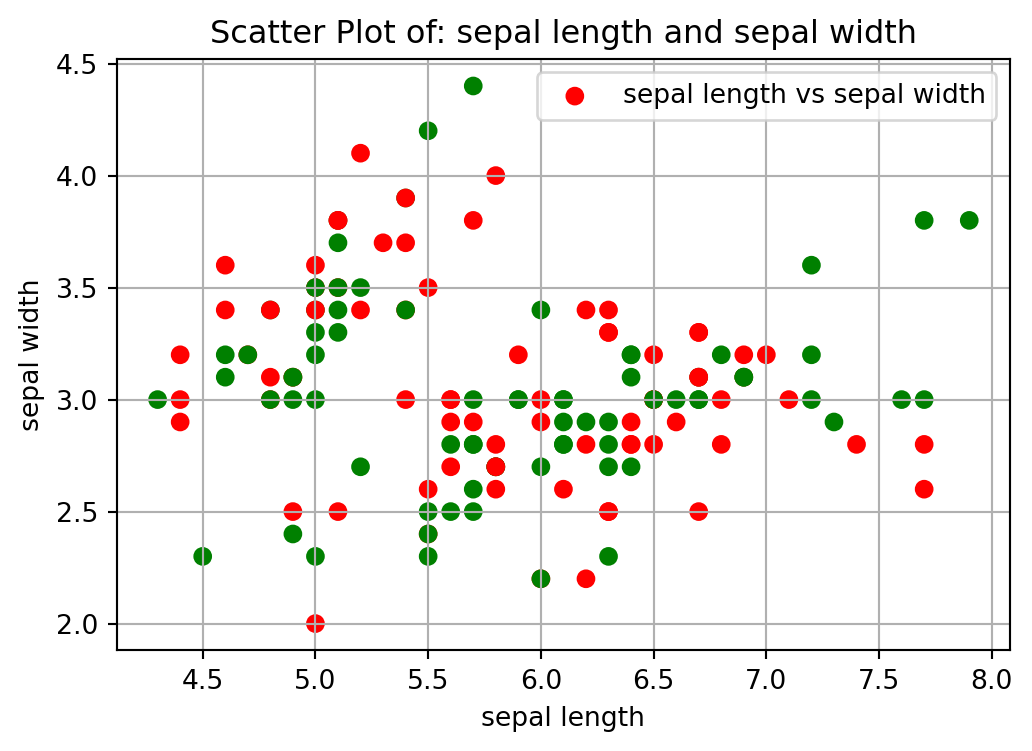 Scatter Plot of: sepal length and sepal width
sepal length vs sepal width
4.5
4.0
3.5
3.0
2.5
2.0
sepal width
4.5 5.0 5.5 6.0 6.5 7.0 7.5 8.0
sepal length